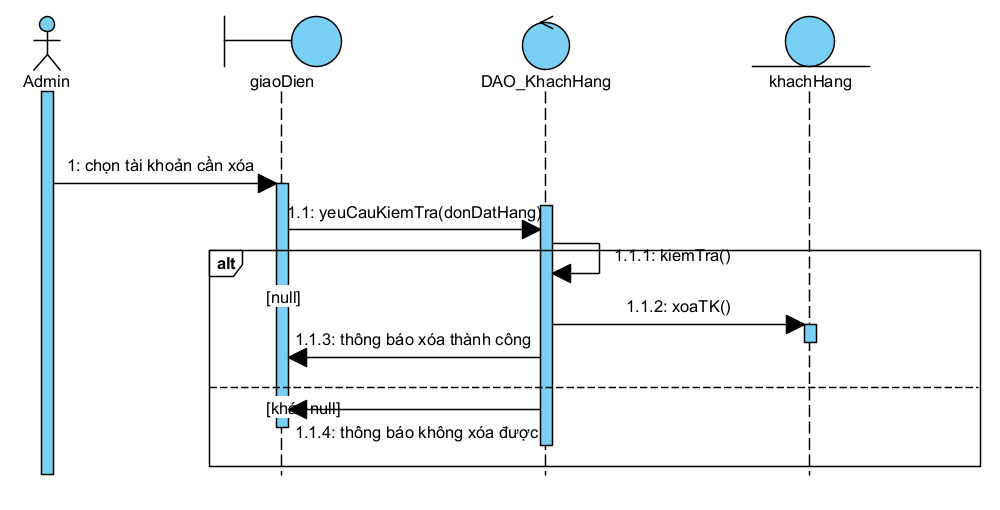 Admin
giaoDien
DAO_KhachHang
khachHang
1: chọn tài khoản cần xóa
1.1: yeuCauKiemTra(donDatHang)
alt
1.1.1: kiemTra()
[null]
1.1.2: xoaTK()
1.1.3: thông báo xóa thành công
null]
1.1.4: thông báo không xóa được